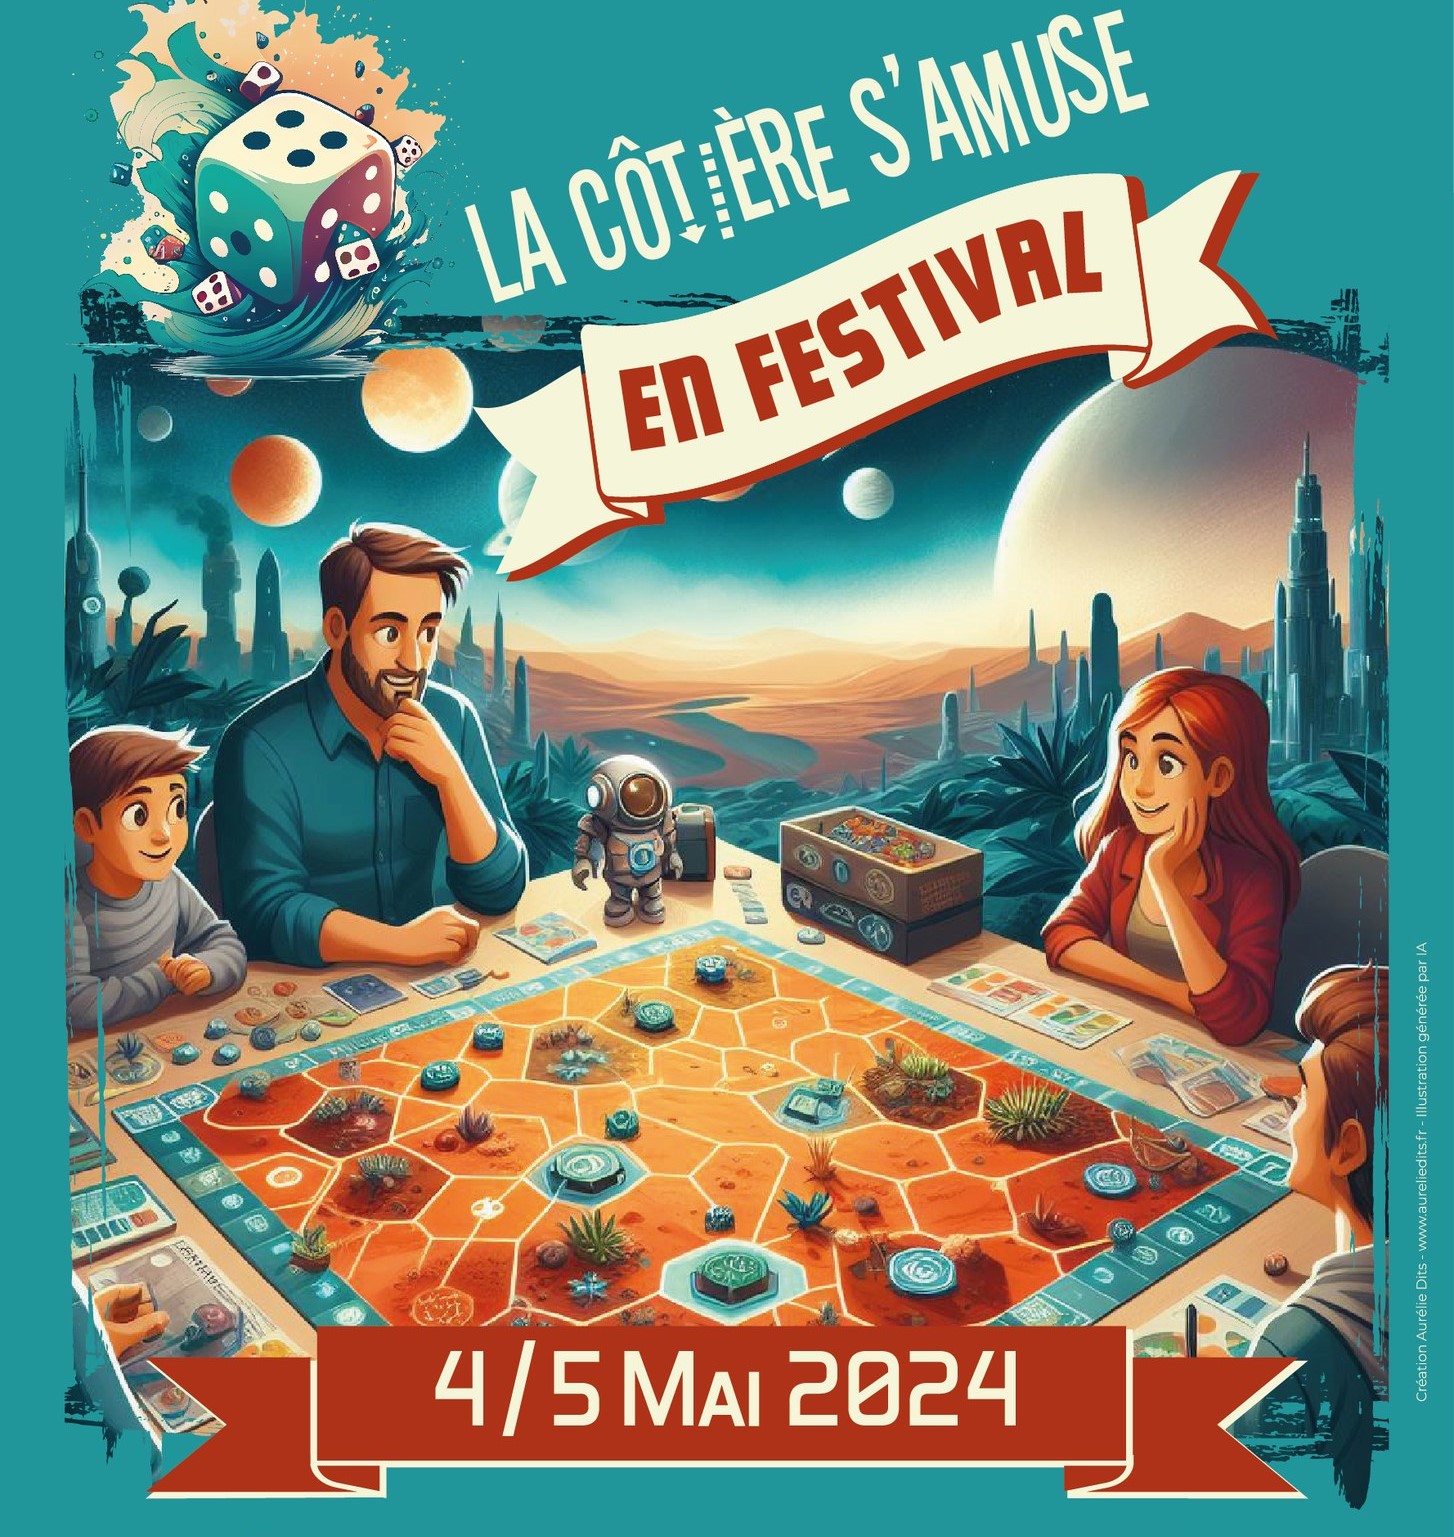 LA CÔTIÈRE S'AMUSE
EN FESTIVAL
4/5 MAI 2024
Création Aurélie Dits - www.aureliedits.fr - Illustration générée par IA